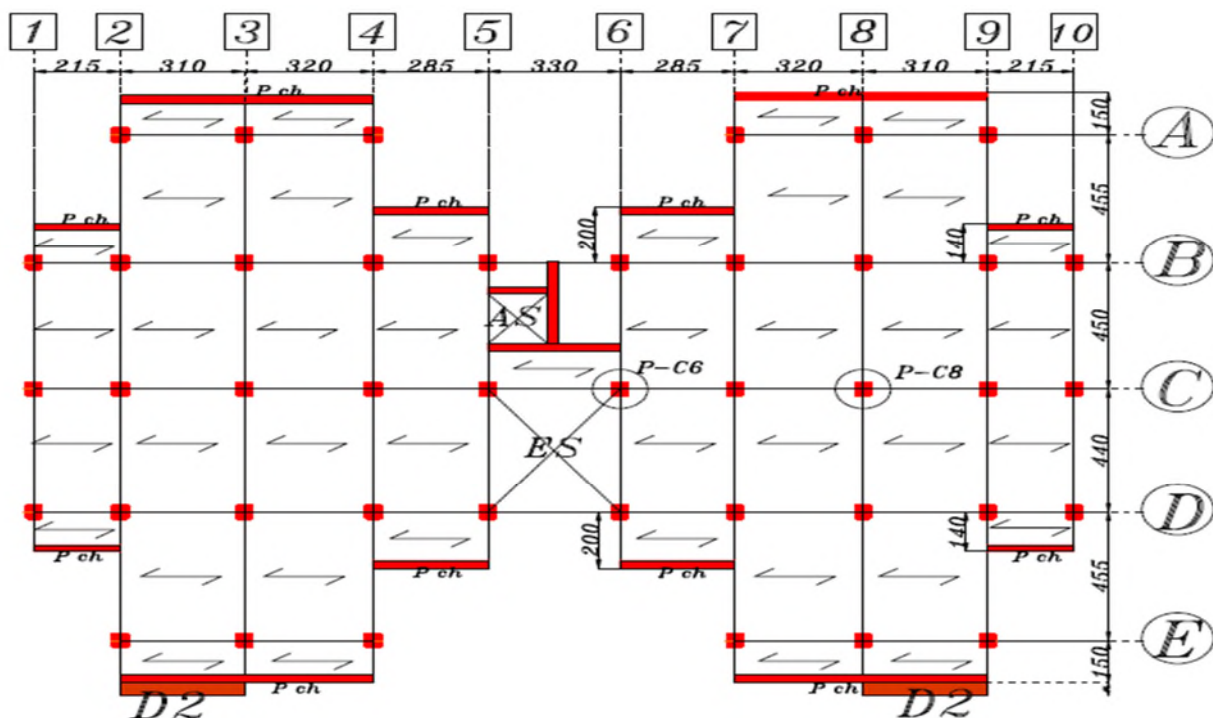 1 2 3 4 5 6 7 8 9 10
215 310 320 285 330 285 320 310 215
P ch P ch
150
A
P ch P ch P ch P ch
200 140 455
B
AS
450
P-C6 P-C8
C
ES
440
D
200 140
P ch P ch P ch P ch
455
E
150
P ch P ch
D2 D2